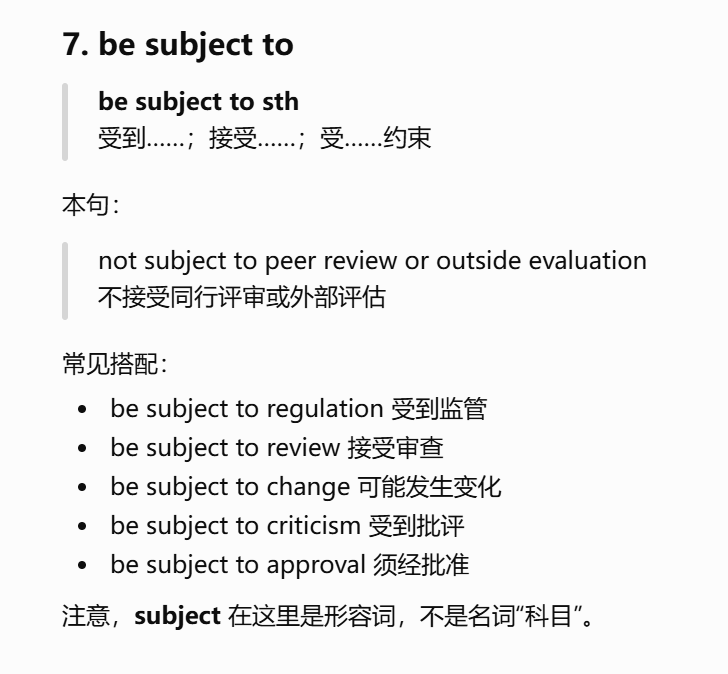 7. be subject to
be subject to sth
受到……；接受……；受……约束
本句：
not subject to peer review or outside evaluation
不接受同行评审或外部评估
常见搭配：
• be subject to regulation 受到监管
• be subject to review 接受审查
• be subject to change 可能发生变化
• be subject to criticism 受到批评
• be subject to approval 须经批准
注意，subject 在这里是形容词，不是名词“科目”。